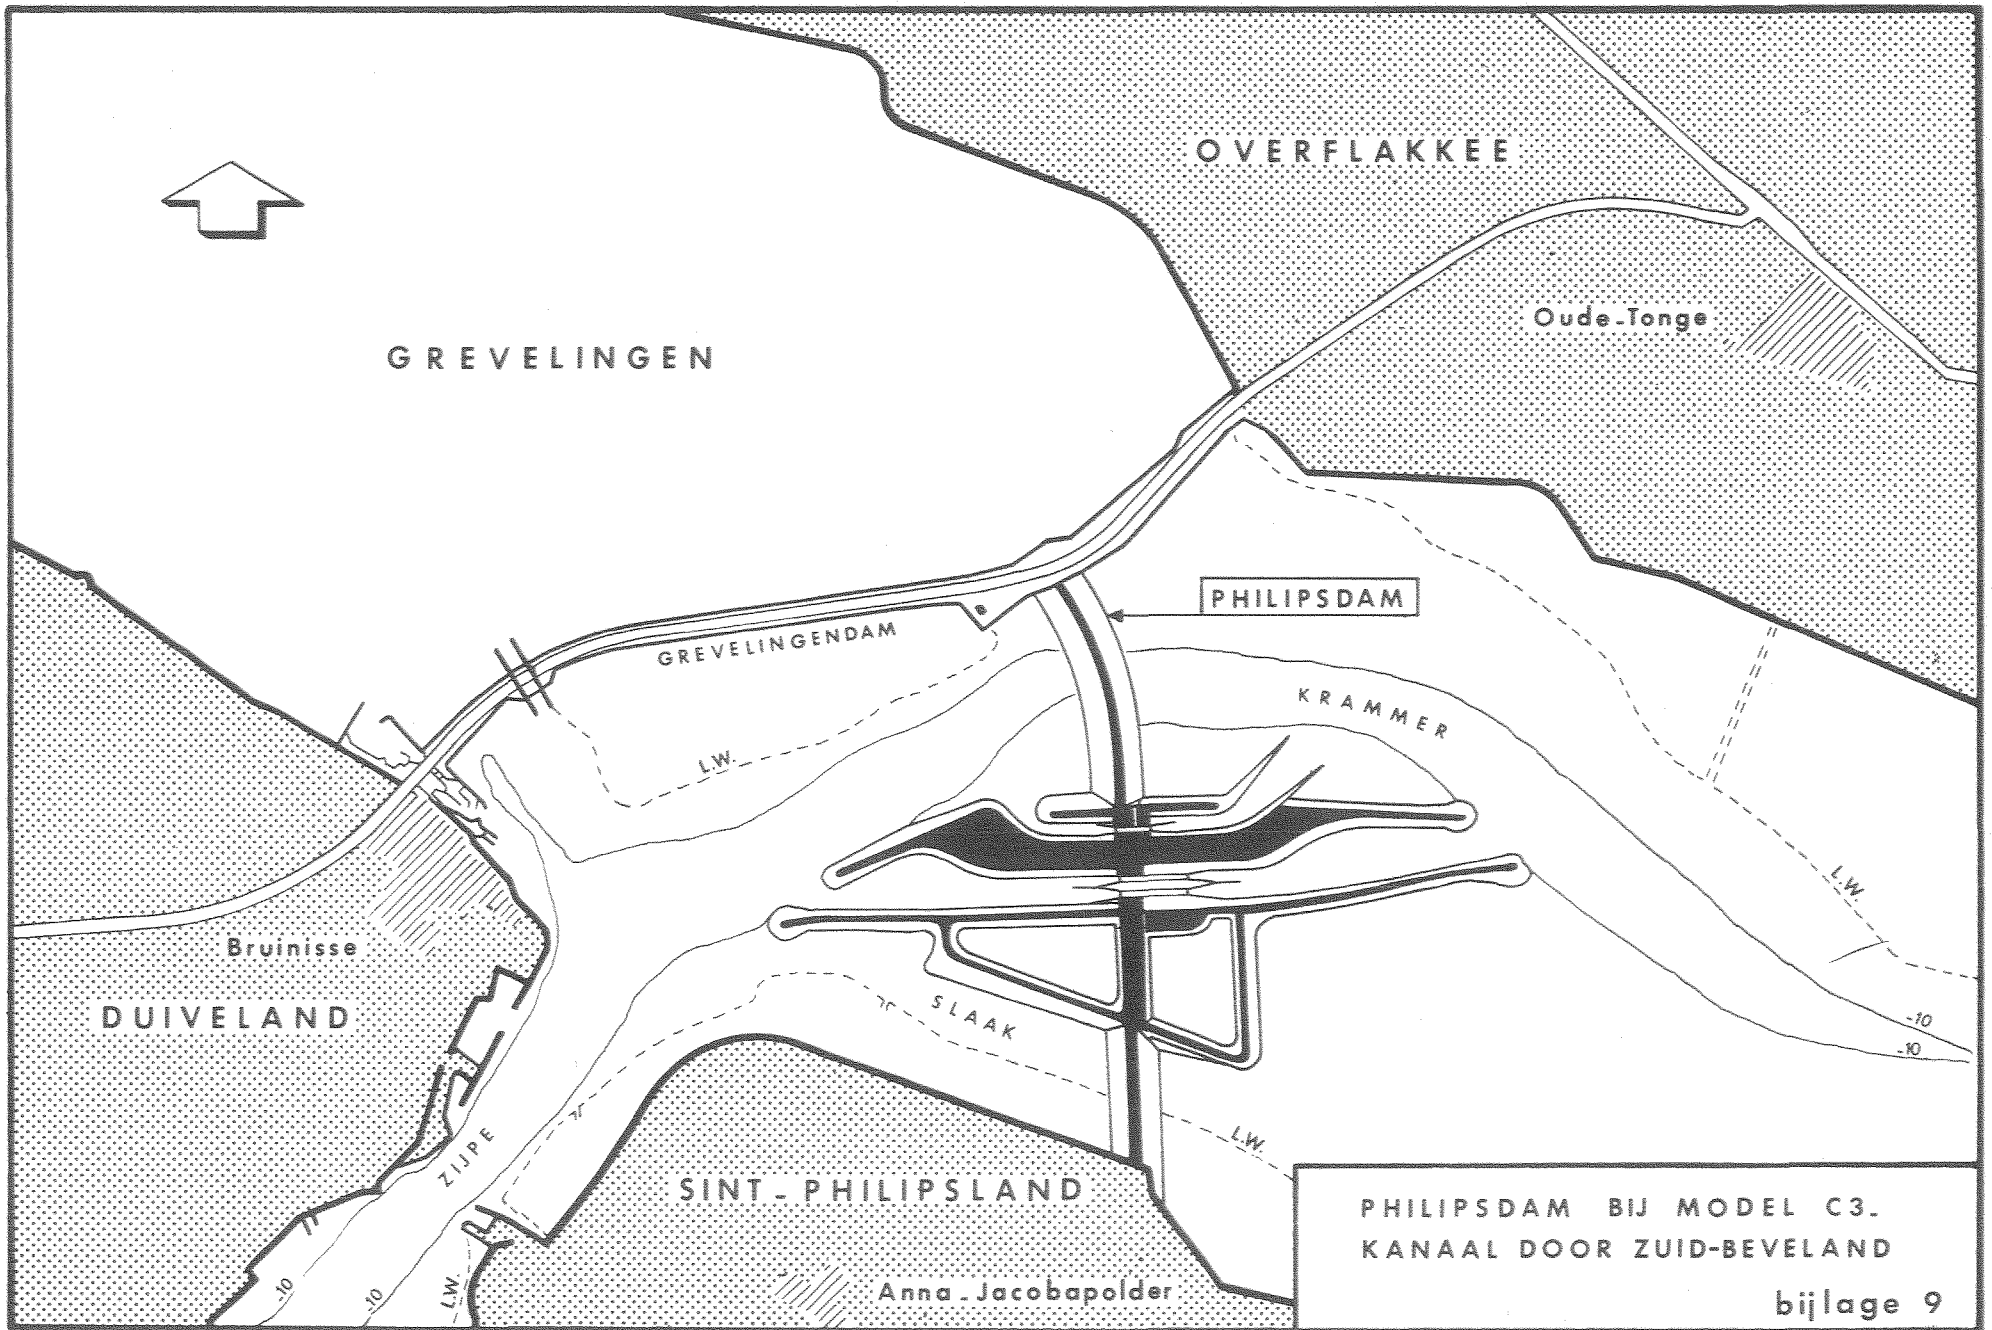 OVERFLAKKEE
Oude-Tonge
GREVELINGEN
PHILIPSDAM
GREVELINGENDAM
KRAMMER
L.W.
L.W.
Bruinisse
DUIVELAND
SLAAK
-10
-10
ZIJPE
L.W.
SINT-PHILIPSLAND
Anna-Jacobapolder
-10
-10
L.W
PHILIPSDAM BIJ MODEL C3-
KANAAL DOOR ZUID-BEVELAND
bijlage 9